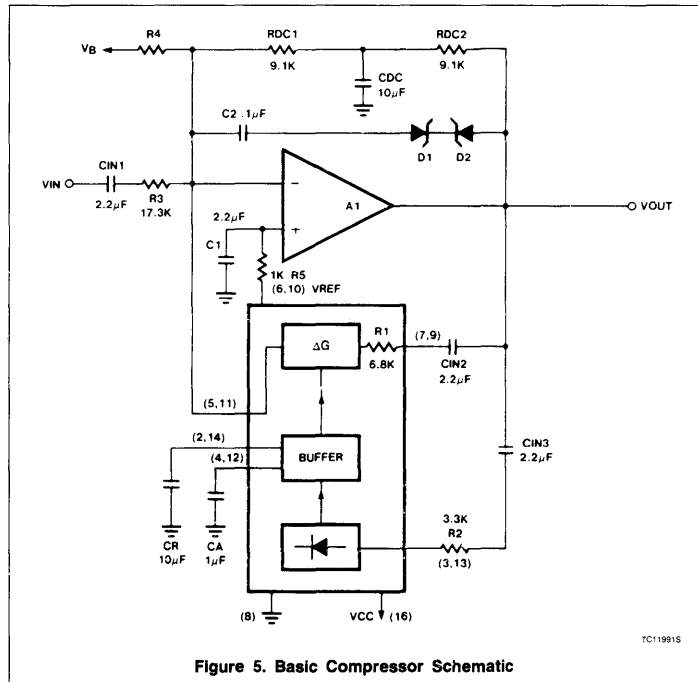 R4
RDC1
RDC2
VB
9.1K
9.1K
CDC
10μF
C2 .1μF
D1
D2
CIN1
VIN
R3
2.2μF
17.3K
−
A1
+
VOUT
2.2μF
C1
1K R5
(6,10) VREF
ΔG
R1
6.8K
(7,9)
CIN2
2.2μF
(5,11)
(2,14)
(4,12)
BUFFER
CIN3
2.2μF
3.3K
R2
(3,13)
CR
10μF
CA
1μF
(8)
VCC
(16)
TC11991S
Figure 5. Basic Compressor Schematic